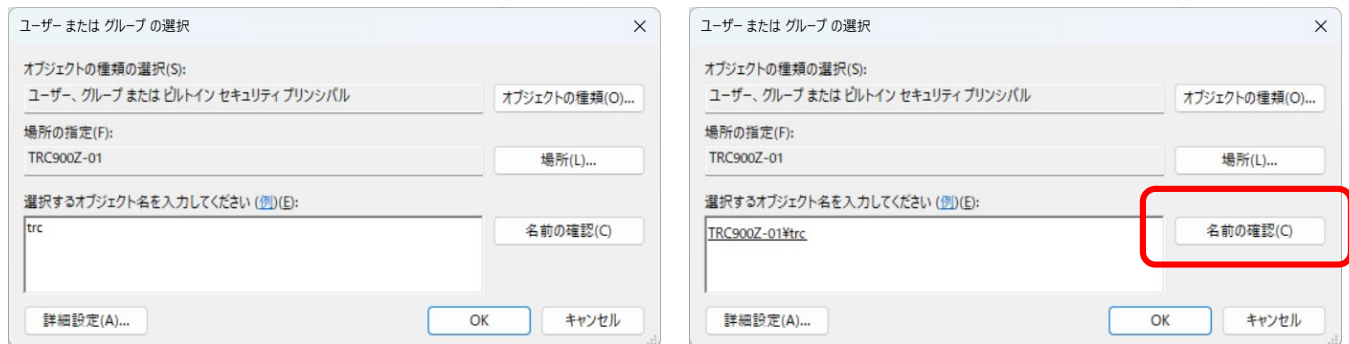 ユーザー または グループ の選択
オブジェクトの種類の選択(S):
ユーザー、グループ または ビルトイン セキュリティ プリンシパル
オブジェクトの種類(O)...
場所の指定(F):
TRC900Z-01
場所(L)...
選択するオブジェクト名を入力してください (例)(E):
trc
名前の確認(C)
詳細設定(A)...
OK
キャンセル
ユーザー または グループ の選択
オブジェクトの種類の選択(S):
ユーザー、グループ または ビルトイン セキュリティ プリンシパル
オブジェクトの種類(O)...
場所の指定(F):
TRC900Z-01
場所(L)...
選択するオブジェクト名を入力してください (例)(E):
TRC900Z-01¥trc
名前の確認(C)
詳細設定(A)...
OK
キャンセル